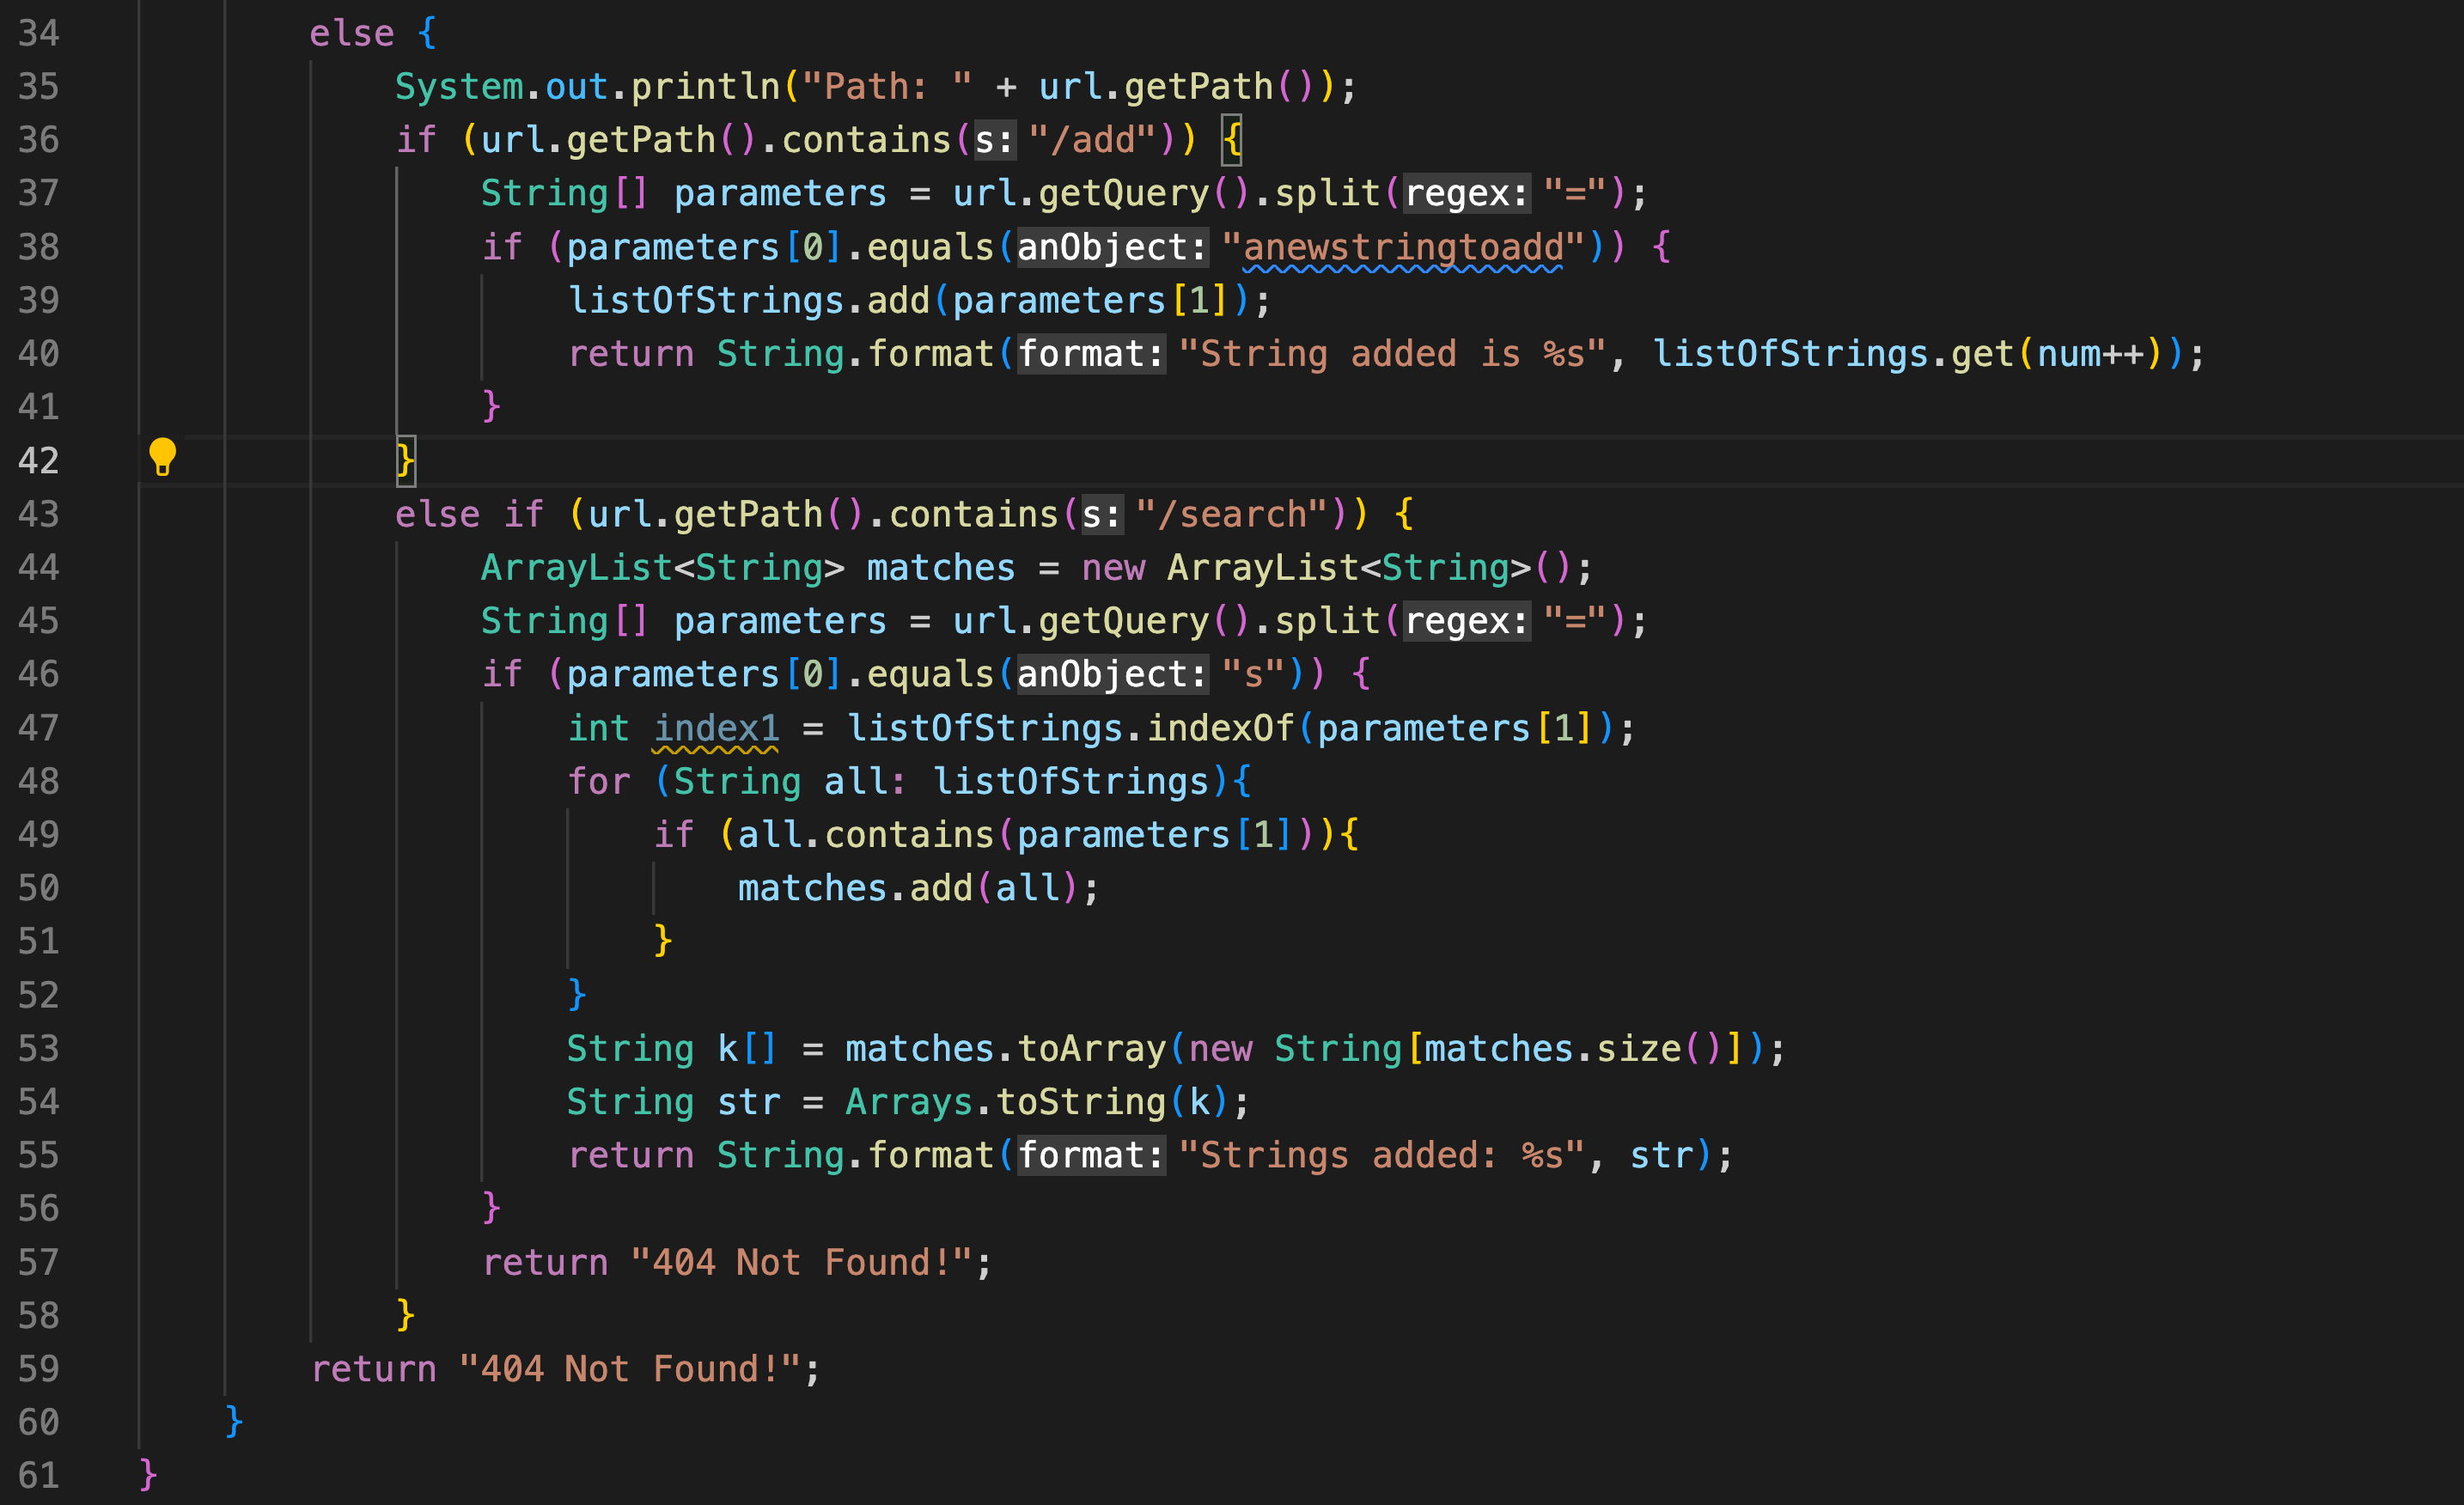 34 else {
35 System.out.println("Path: " + url.getPath());
36 if (url.getPath().contains(s: "/add")) {
37 String[] parameters = url.getQuery().split(regex: "=");
38 if (parameters[0].equals(anObject: "anewstringtoadd")) {
39 listOfStrings.add(parameters[1]);
40 return String.format(format: "String added is %s", listOfStrings.get(num++));
41 }
42 }
43 else if (url.getPath().contains(s: "/search")) {
44 ArrayList<String> matches = new ArrayList<String>();
45 String[] parameters = url.getQuery().split(regex: "=");
46 if (parameters[0].equals(anObject: "s")) {
47 int index1 = listOfStrings.indexOf(parameters[1]);
48 for (String all: listOfStrings){
49 if (all.contains(parameters[1])){
50 matches.add(all);
51 }
52 }
53 String k[] = matches.toArray(new String[matches.size()]);
54 String str = Arrays.toString(k);
55 return String.format(format: "Strings added: %s", str);
56 }
57 return "404 Not Found!";
58 }
59 return "404 Not Found!";
60 }
61 }